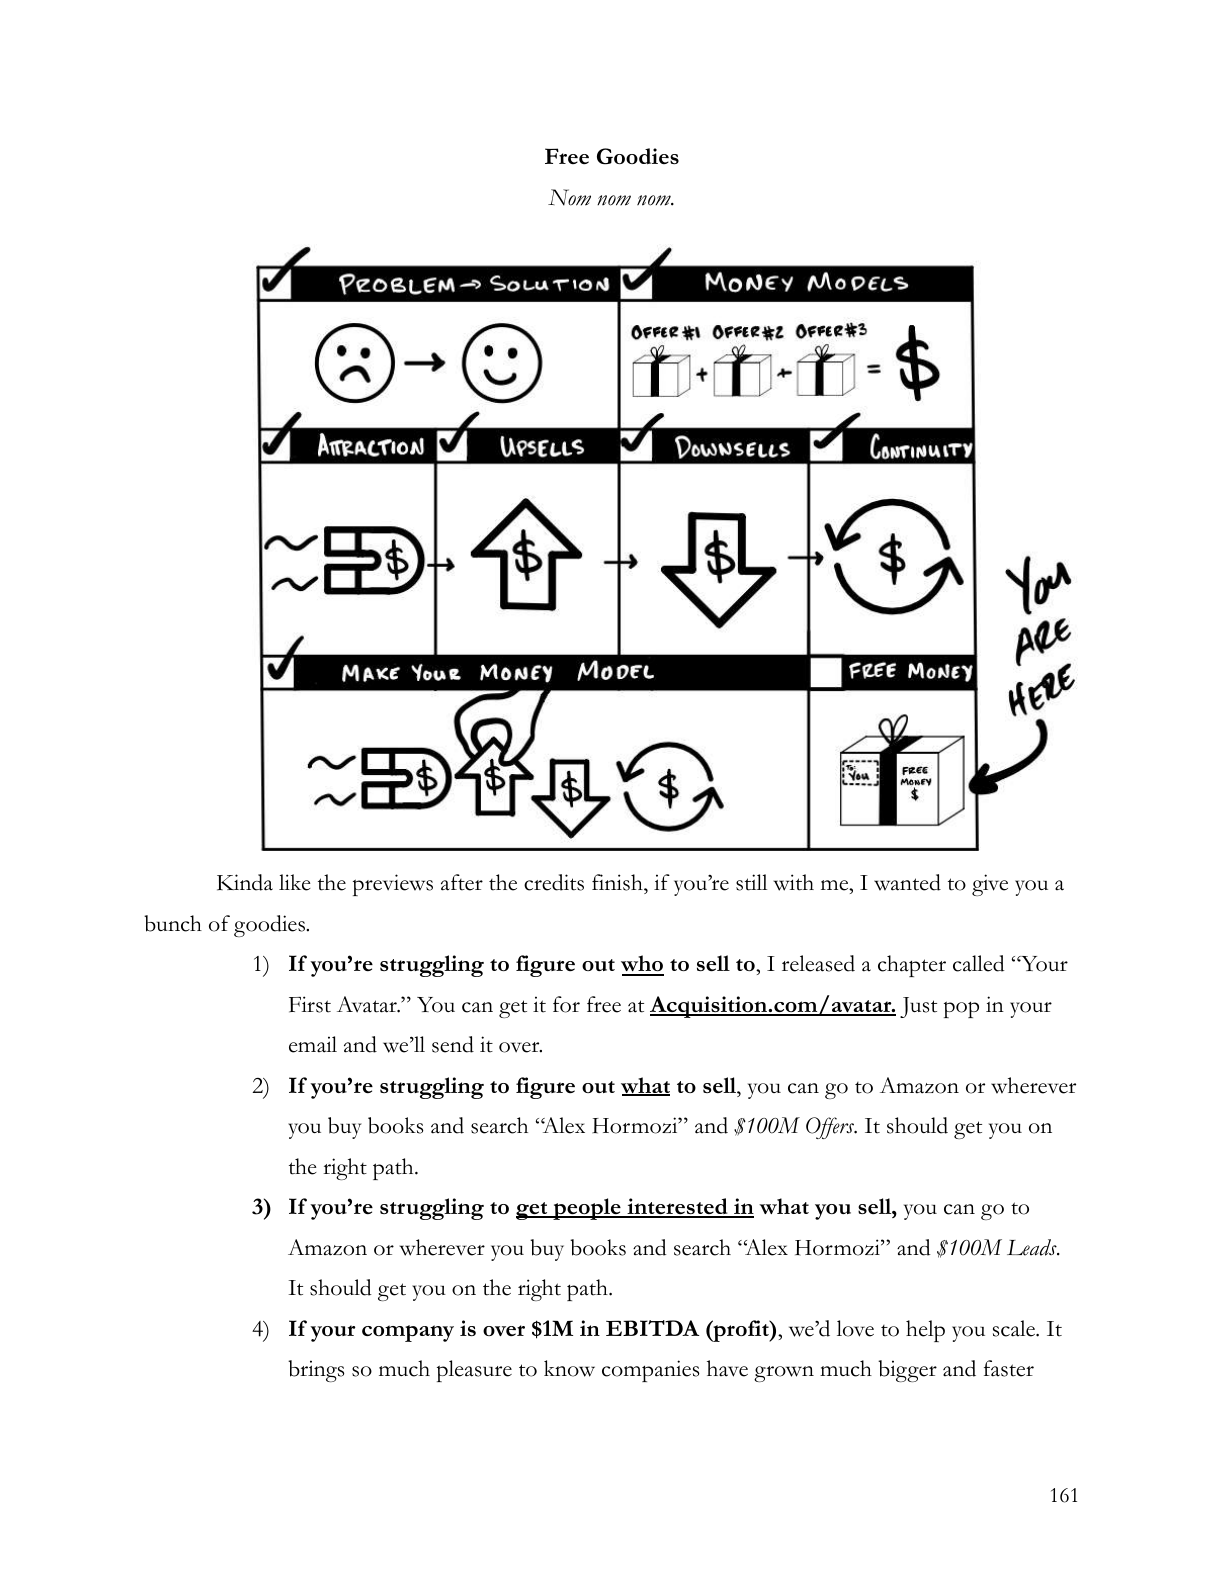 Free Goodies
Nom nom nom.
PROBLEM → SOLUTION
MONEY MODELS
OFFER #1 OFFER #2 OFFER #3
+ + = $
ATTRACTION
UPSELLS
DOWNSELLS
CONTINUITY
$ $ $ $
YOU
ARE
HERE
MAKE YOUR MONEY MODEL
FREE MONEY
$ $ $ $
TO:
YOU
FREE
MONEY
$
Kinda like the previews after the credits finish, if you’re still with me, I wanted to give you a
bunch of goodies.
1) If you’re struggling to figure out who to sell to, I released a chapter called “Your
First Avatar.” You can get it for free at Acquisition.com/avatar. Just pop in your
email and we’ll send it over.
2) If you’re struggling to figure out what to sell, you can go to Amazon or wherever
you buy books and search “Alex Hormozi” and $100M Offers. It should get you on
the right path.
3) If you’re struggling to get people interested in what you sell, you can go to
Amazon or wherever you buy books and search “Alex Hormozi” and $100M Leads.
It should get you on the right path.
4) If your company is over $1M in EBITDA (profit), we’d love to help you scale. It
brings so much pleasure to know companies have grown much bigger and faster
161